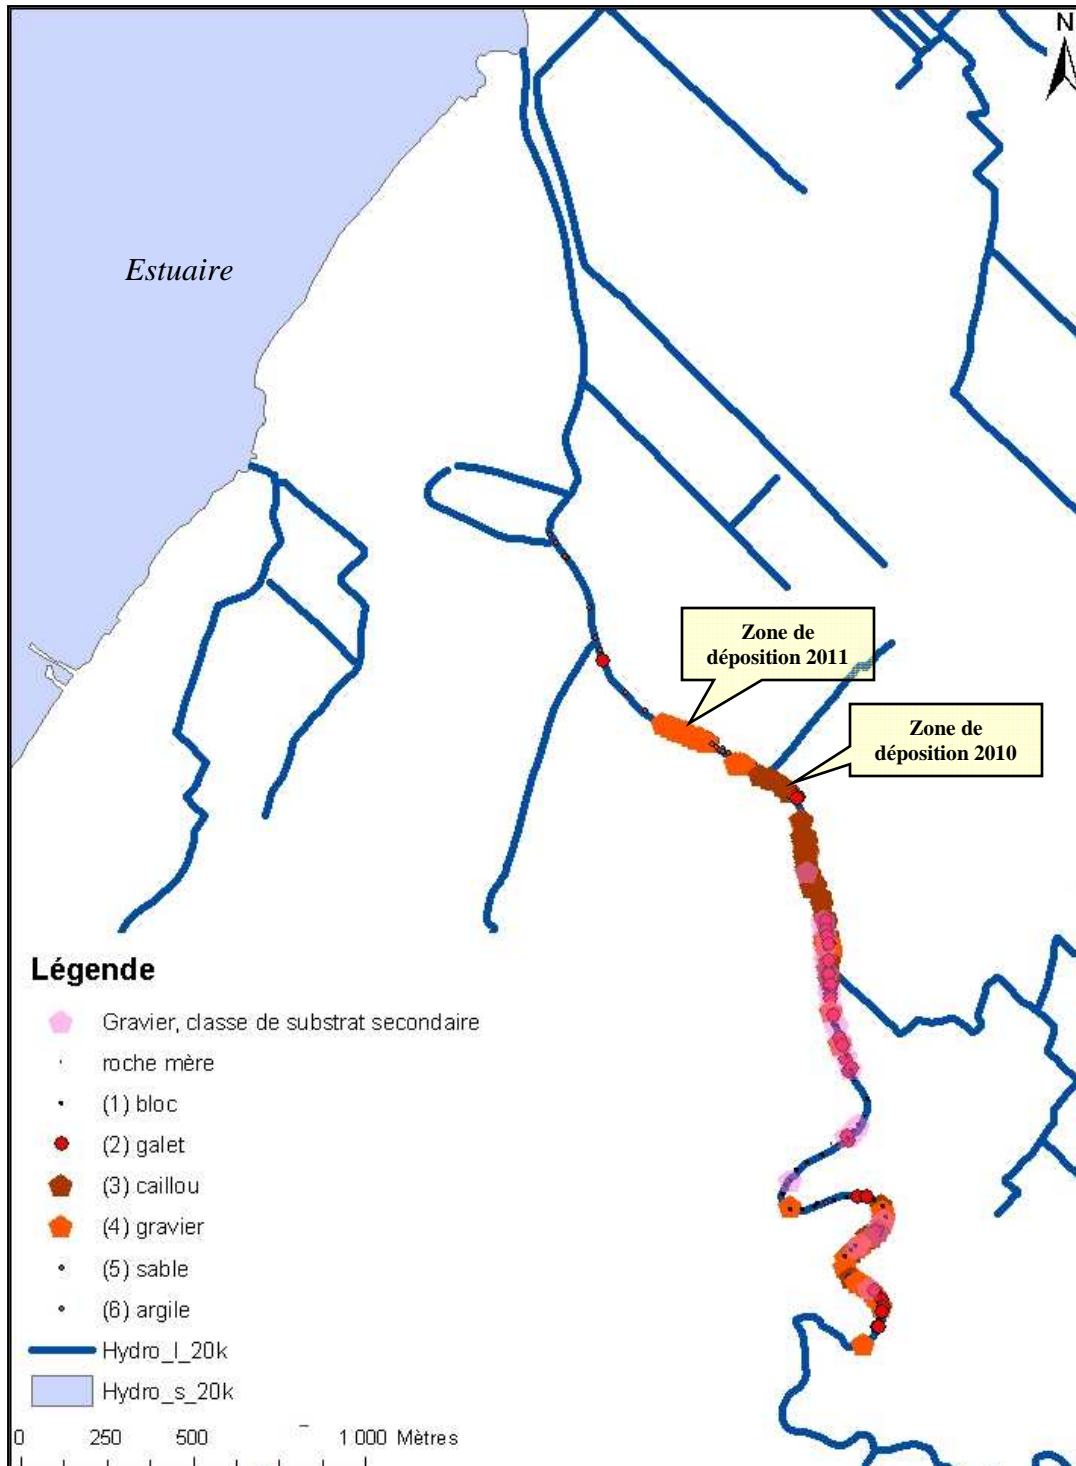 N
Estuaire
Zone de
déposition 2011
Zone de
déposition 2010
Légende
Gravier, classe de substrat secondaire
roche mère
(1) bloc
(2) galet
(3) caillou
(4) gravier
(5) sable
(6) argile
Hydro_l_20k
Hydro_s_20k
0 250 500 1 000 Mètres